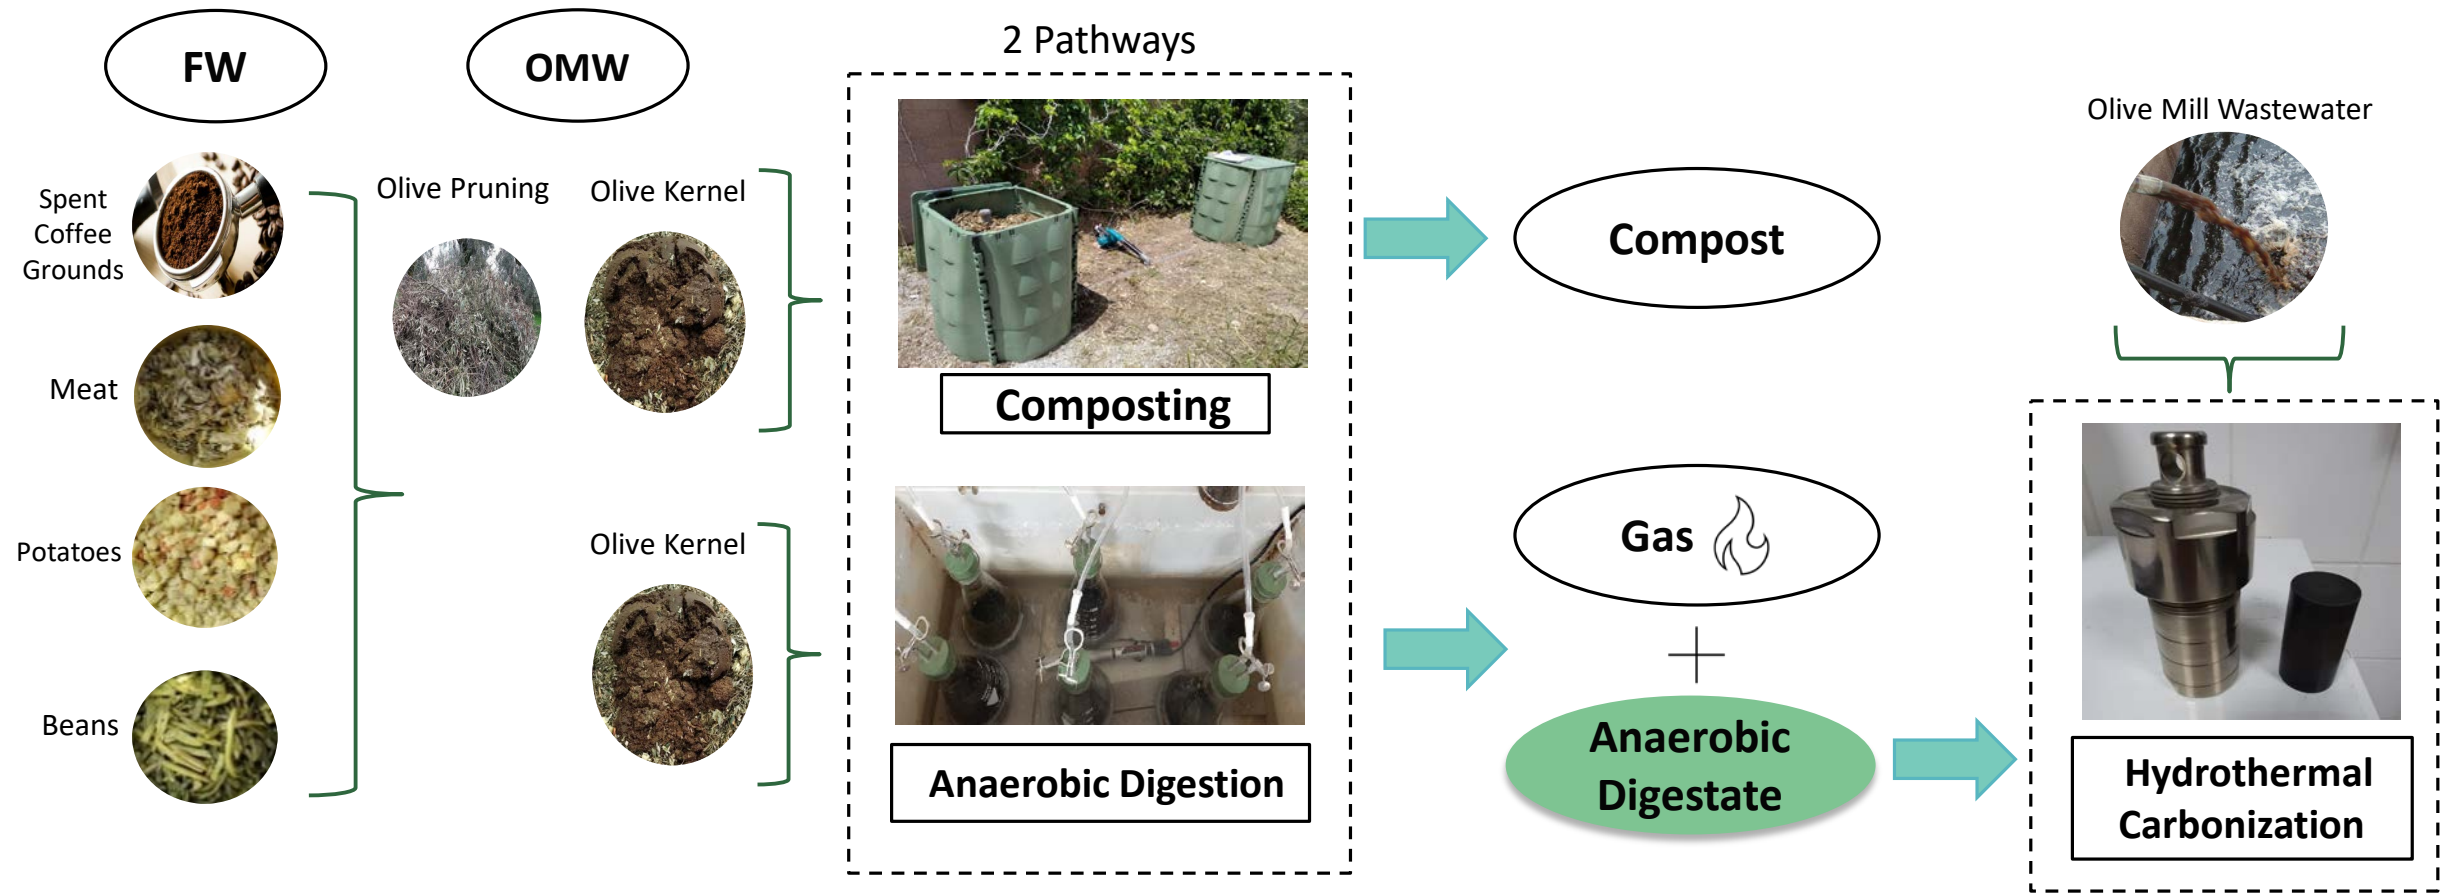 FW
Spent
Coffee
Grounds
Meat
Potatoes
Beans
OMW
Olive Pruning
Olive Kernel
Olive Kernel
2 Pathways
Composting
Anaerobic Digestion
Compost
Gas
Anaerobic
Digestate
Olive Mill Wastewater
Hydrothermal
Carbonization